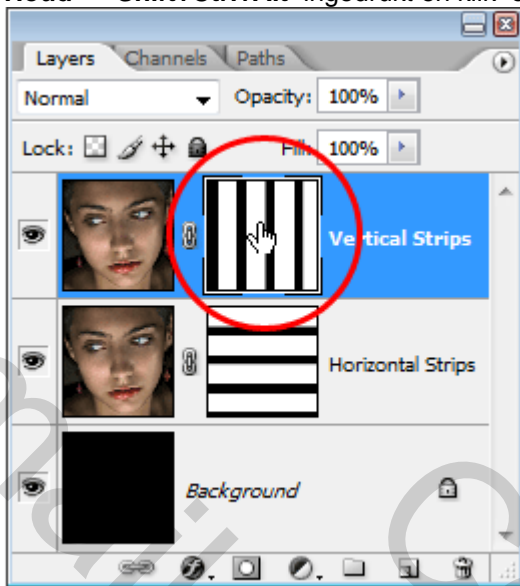 Layers Channels Paths
Normal Opacity: 100%
Lock: Fill: 100%
Vertical Strips
Horizontal Strips
Background